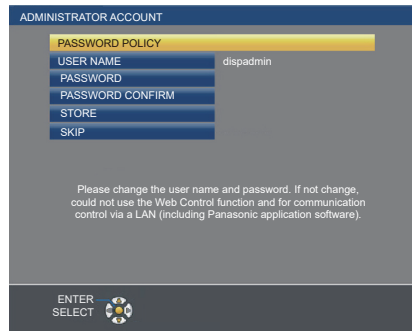 ADMINISTRATOR ACCOUNT
PASSWORD POLICY
USER NAME dispadmin
PASSWORD
PASSWORD CONFIRM
STORE
SKIP
Please change the user name and password. If not change,
could not use the Web Control function and for communication
control via a LAN (including Panasonic application software).
ENTER
SELECT